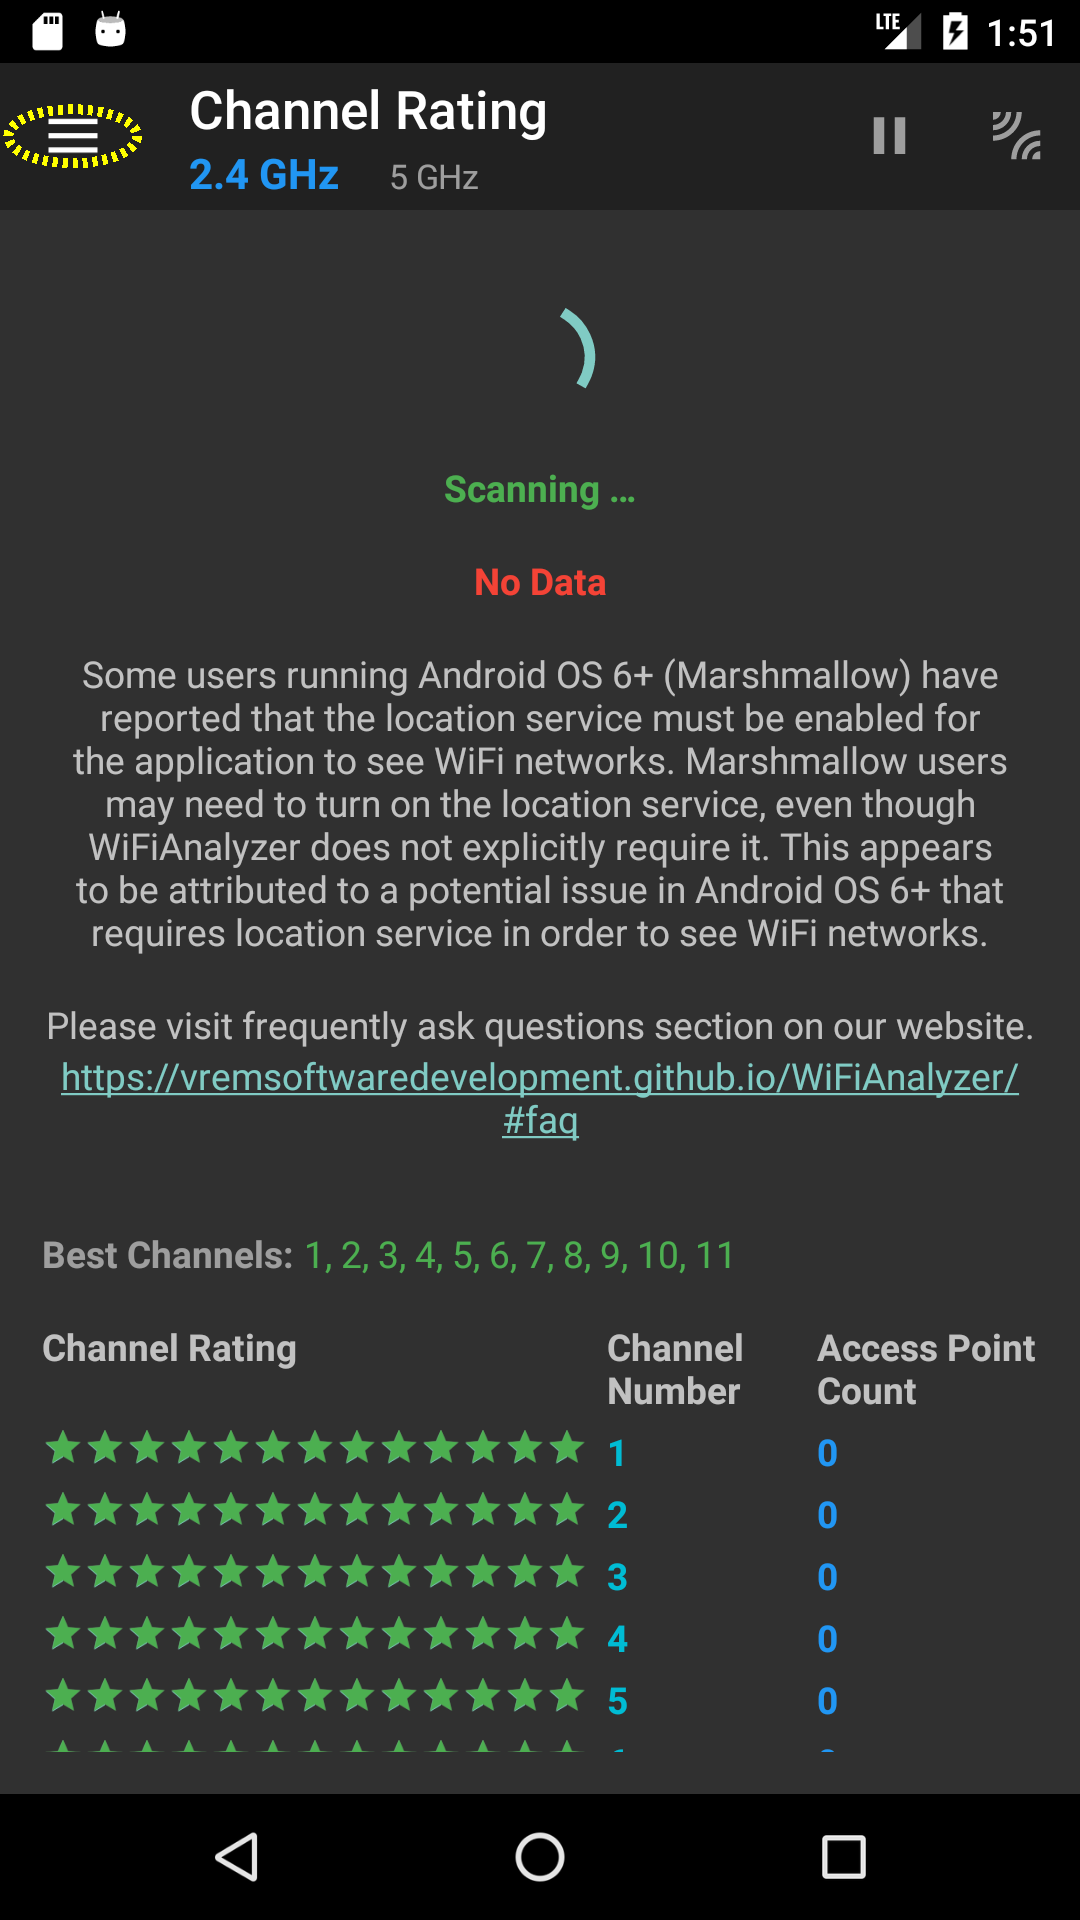 LTE 1:51
Channel Rating
2.4 GHz 5 GHz
Scanning ...
No Data
Some users running Android OS 6+ (Marshmallow) have
reported that the location service must be enabled for
the application to see WiFi networks. Marshmallow users
may need to turn on the location service, even though
WiFiAnalyzer does not explicitly require it. This appears
to be attributed to a potential issue in Android OS 6+ that
requires location service in order to see WiFi networks.
Please visit frequently ask questions section on our website.
https://vremsoftwaredevelopment.github.io/WiFiAnalyzer/
#faq
Best Channels: 1, 2, 3, 4, 5, 6, 7, 8, 9, 10, 11
Channel Rating Channel Number Access Point Count
1 0
2 0
3 0
4 0
5 0